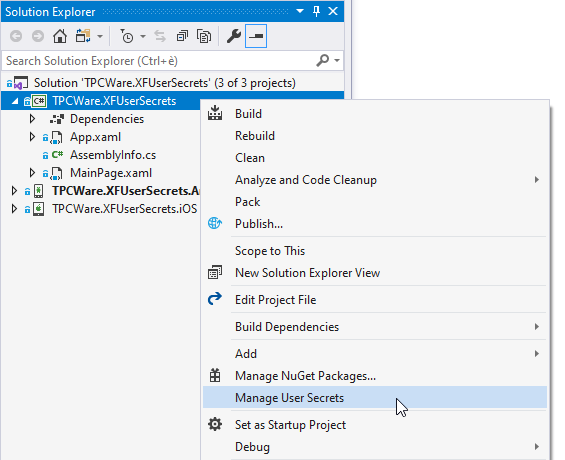 Solution Explorer
Search Solution Explorer (Ctrl+è)
Solution 'TPCWare.XFUserSecrets' (3 of 3 projects)
C# TPCWare.XFUserSecrets
Dependencies
App.xaml
C# AssemblyInfo.cs
MainPage.xaml
TPCWare.XFUserSecrets.A
TPCWare.XFUserSecrets.iOS
Build
Rebuild
Clean
Analyze and Code Cleanup
Pack
Publish...
Scope to This
New Solution Explorer View
Edit Project File
Build Dependencies
Add
Manage NuGet Packages...
Manage User Secrets
Set as Startup Project
Debug